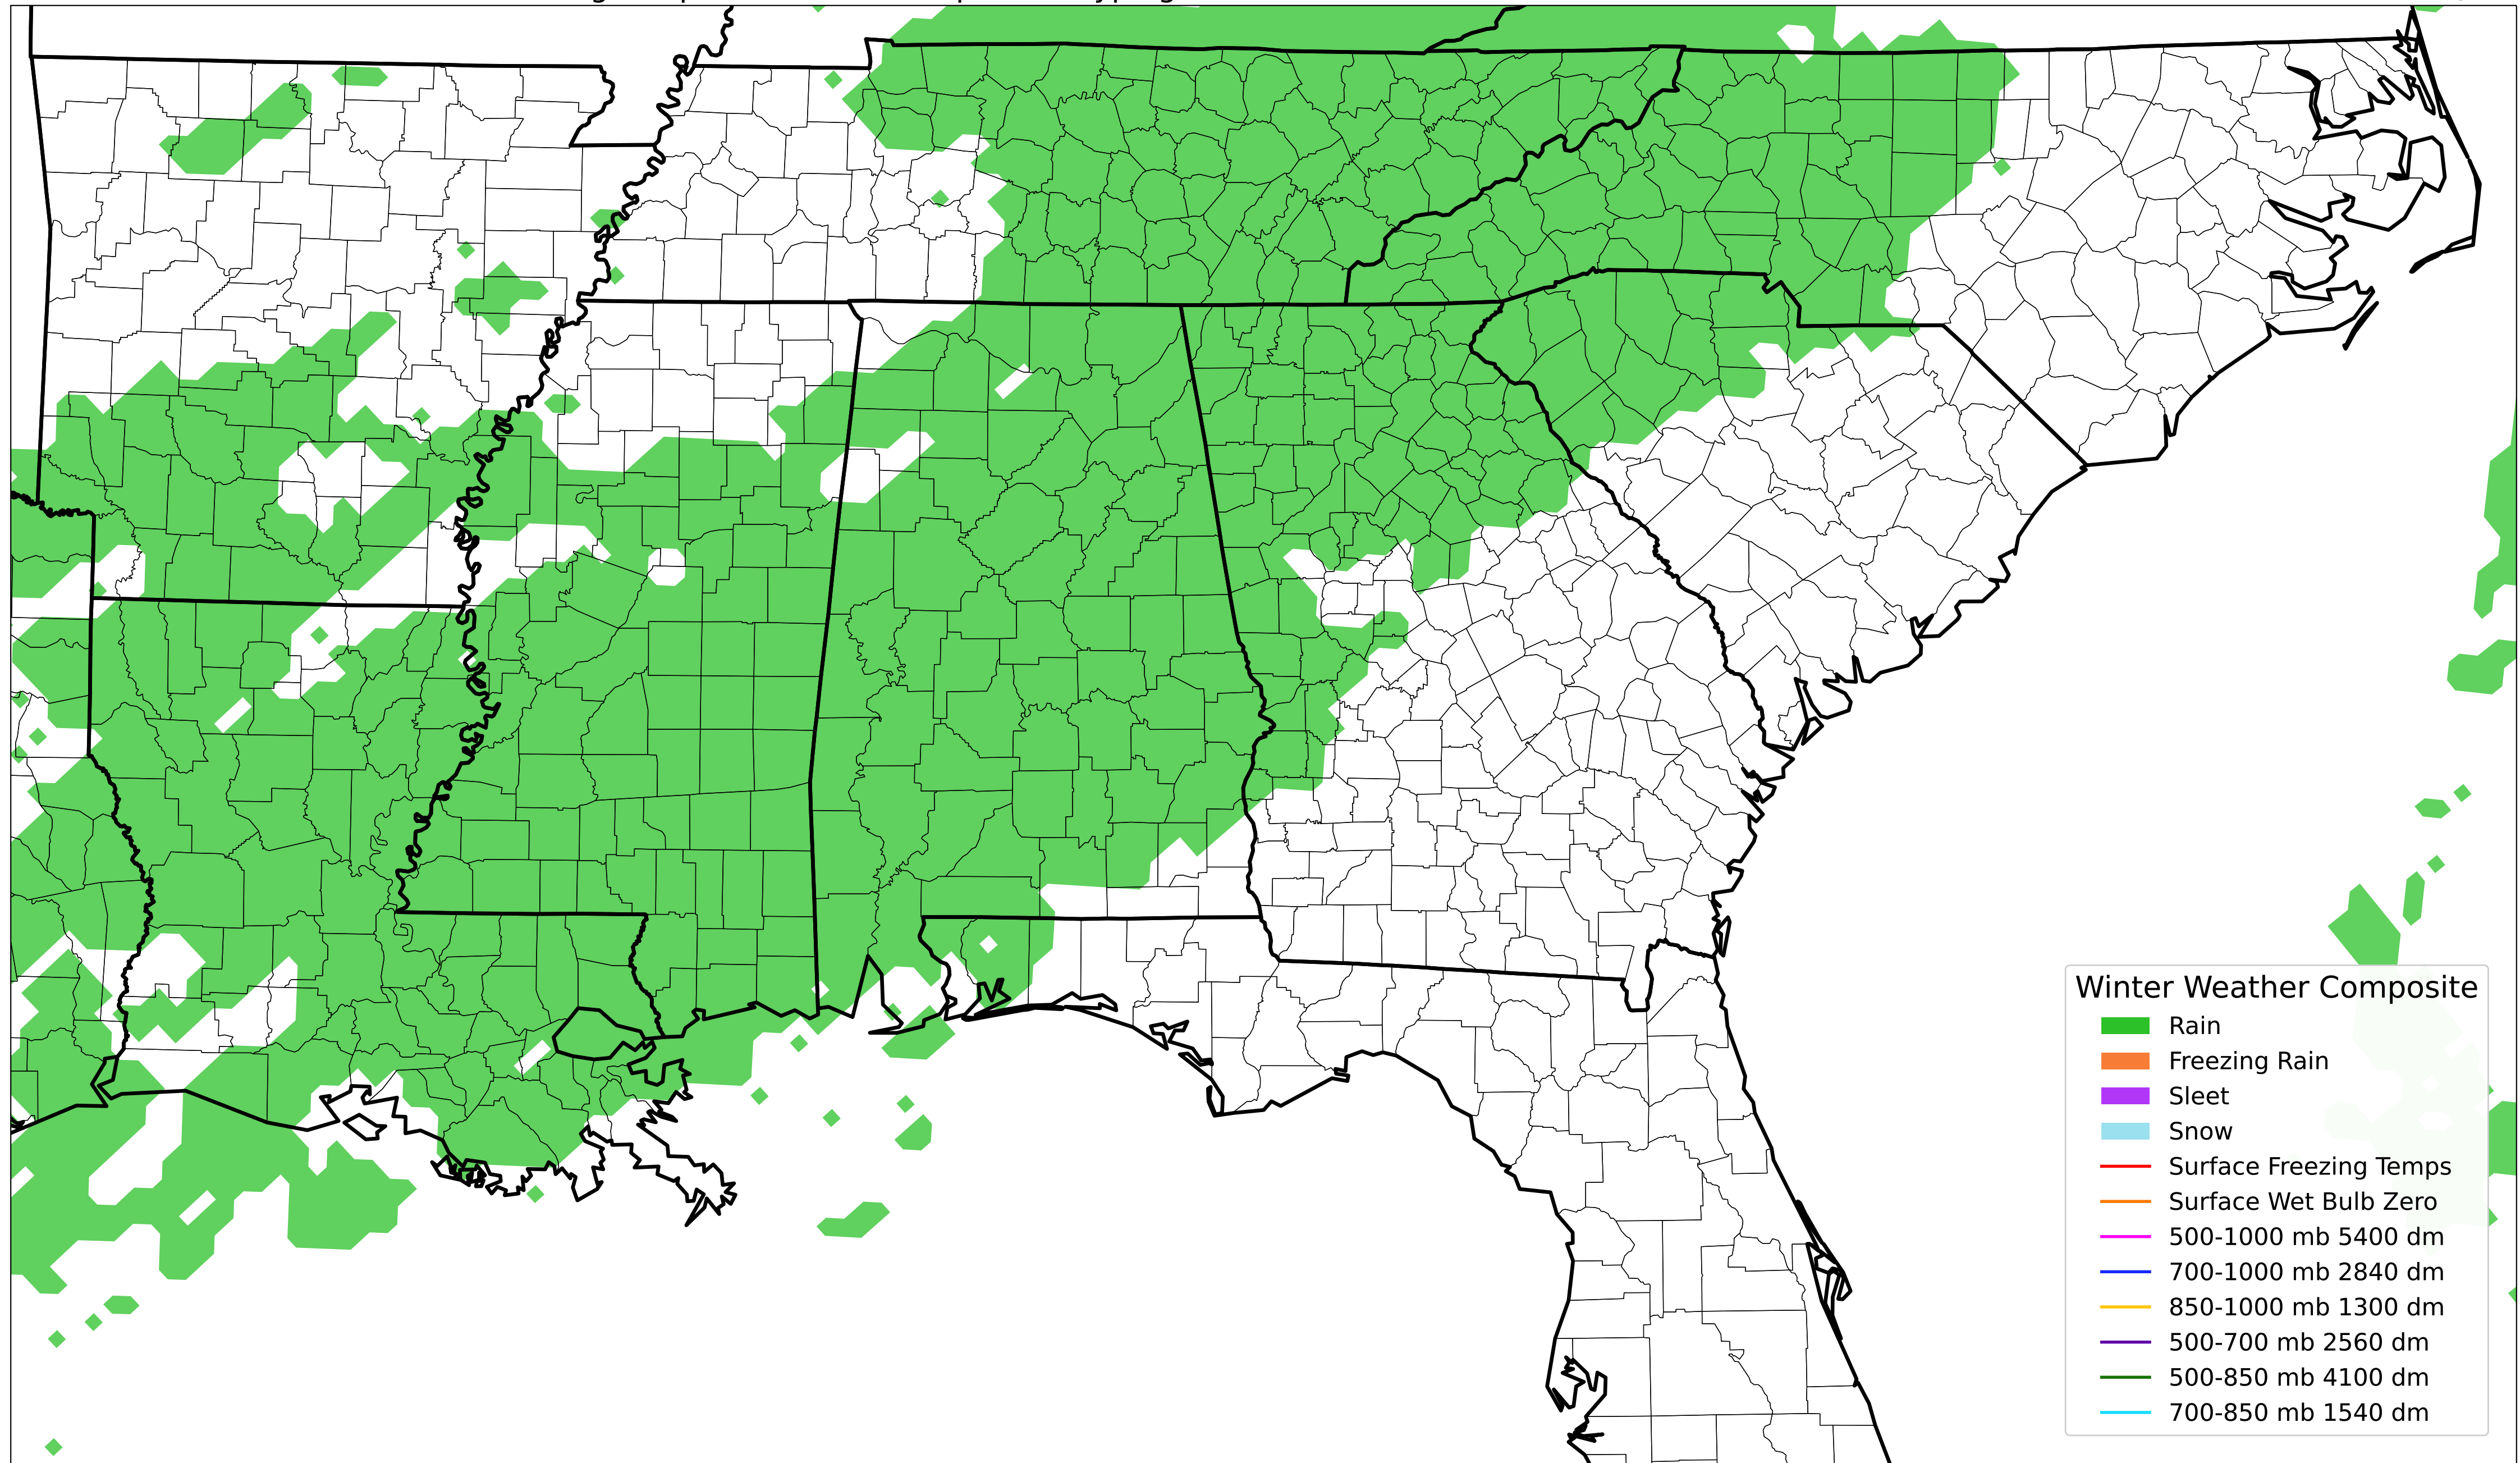 Winter Weather Composite
Rain
Freezing Rain
Sleet
Snow
Surface Freezing Temps
Surface Wet Bulb Zero
500-1000 mb 5400 dm
700-1000 mb 2840 dm
850-1000 mb 1300 dm
500-700 mb 2560 dm
500-850 mb 4100 dm
700-850 mb 1540 dm